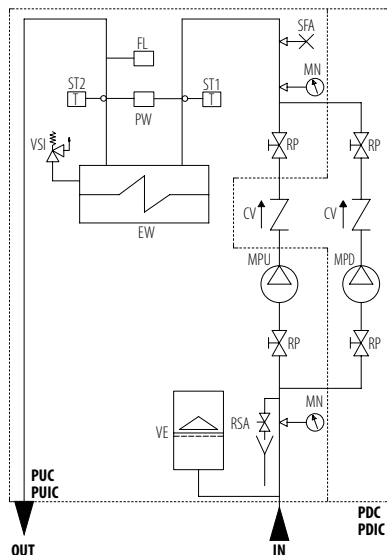 SFA
FL
MN
ST2
ST1
T
T
PW
VSI
RP
RP
EW
CV
CV
MPU
MPD
RP
RP
MN
VE
RSA
PUC
PUIC
PDC
PDIC
OUT
IN